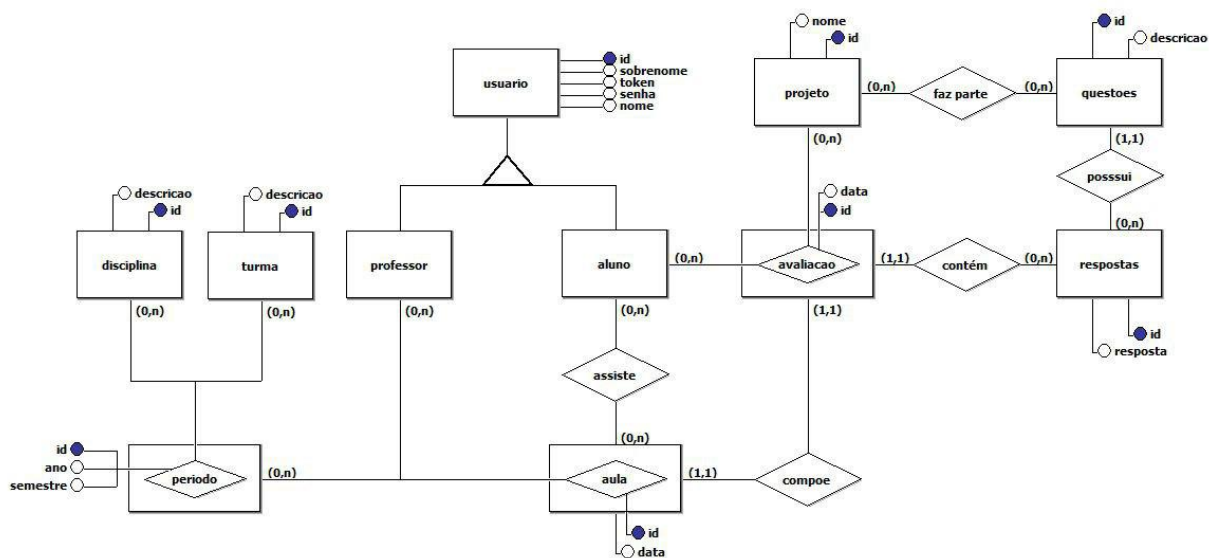 nome
id
id
descricao
usuario
id
sobrenome
token
senha
nome
projeto
(0,n)
faz parte
(0,n)
questoes
(0,n)
(1,1)
posssui
descricao
id
descricao
id
data
id
(0,n)
disciplina
turma
professor
aluno
(0,n)
avaliacao
(1,1)
contém
(0,n)
respostas
(0,n)
(0,n)
(0,n)
(0,n)
(1,1)
id
resposta
assiste
(0,n)
id
ano
semestre
periodo
(0,n)
aula
(1,1)
compoe
id
data